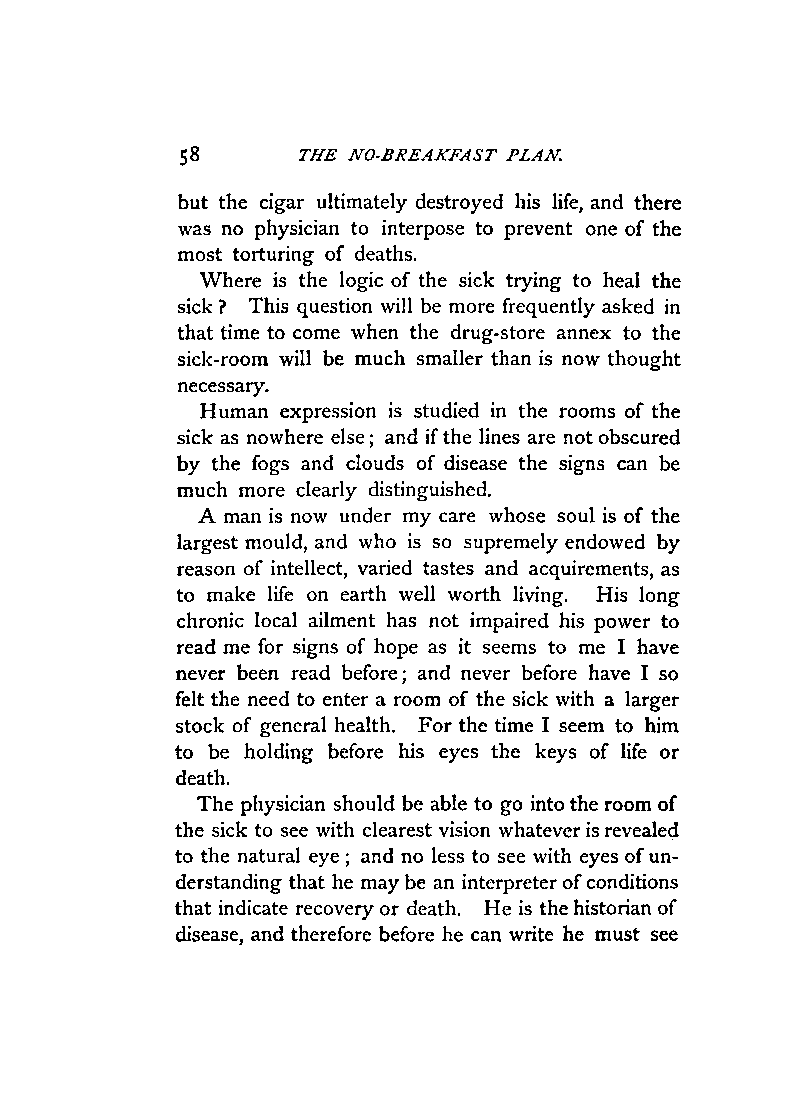 58 THE NO-BREAKFAST PLAN.
but the cigar ultimately destroyed his life, and there
was no physician to interpose to prevent one of the
most torturing of deaths.
Where is the logic of the sick trying to heal the
sick ? This question will be more frequently asked in
that time to come when the drug-store annex to the
sick-room will be much smaller than is now thought
necessary.
Human expression is studied in the rooms of the
sick as nowhere else ; and if the lines are not obscured
by the fogs and clouds of disease the signs can be
much more clearly distinguished.
A man is now under my care whose soul is of the
largest mould, and who is so supremely endowed by
reason of intellect, varied tastes and acquirements, as
to make life on earth well worth living. His long
chronic local ailment has not impaired his power to
read me for signs of hope as it seems to me I have
never been read before ; and never before have I so
felt the need to enter a room of the sick with a larger
stock of general health. For the time I seem to him
to be holding before his eyes the keys of life or
death.
The physician should be able to go into the room of
the sick to see with clearest vision whatever is revealed
to the natural eye ; and no less to see with eyes of un-
derstanding that he may be an interpreter of conditions
that indicate recovery or death. He is the historian of
disease, and therefore before he can write he must see